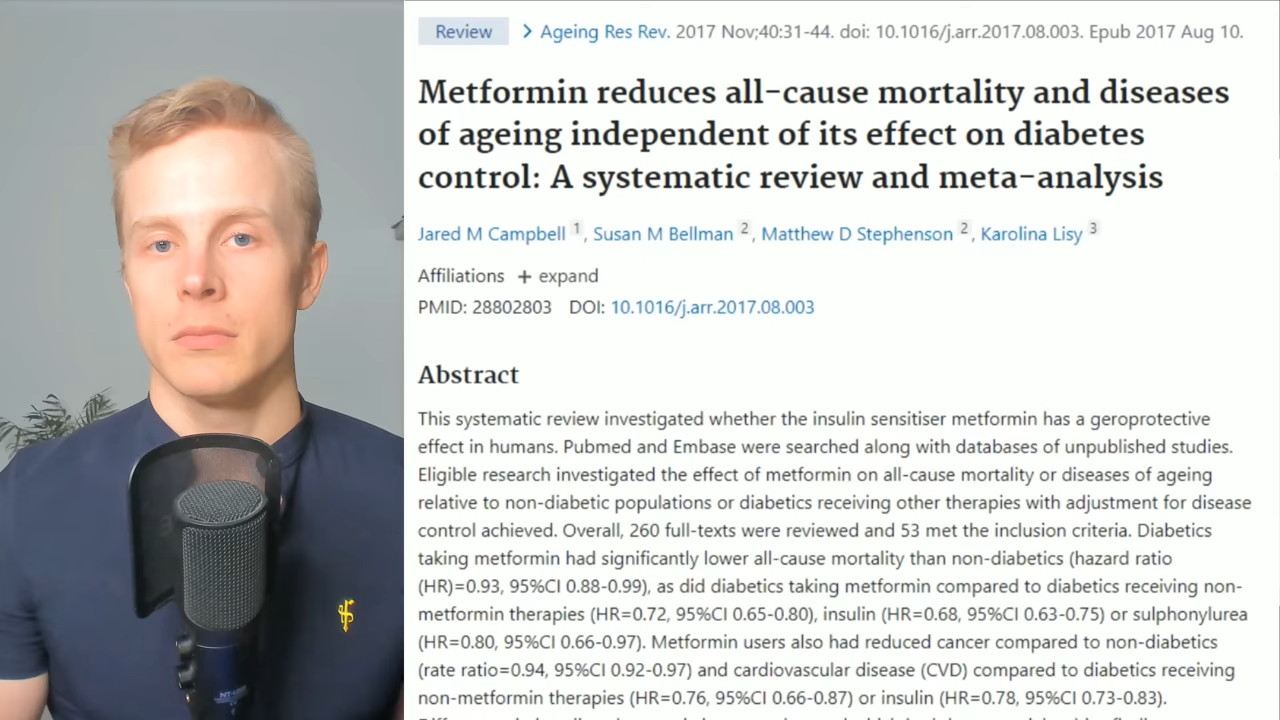 Review > Ageing Res Rev. 2017 Nov;40:31-44. doi: 10.1016/j.arr.2017.08.003. Epub 2017 Aug 10.
Metformin reduces all-cause mortality and diseases
of ageing independent of its effect on diabetes
control: A systematic review and meta-analysis
Jared M Campbell 1, Susan M Bellman 2, Matthew D Stephenson 2, Karolina Lisy 3
Affiliations + expand
PMID: 28802803 DOI: 10.1016/j.arr.2017.08.003
Abstract
This systematic review investigated whether the insulin sensitiser metformin has a geroprotective
effect in humans. Pubmed and Embase were searched along with databases of unpublished studies.
Eligible research investigated the effect of metformin on all-cause mortality or diseases of ageing
relative to non-diabetic populations or diabetics receiving other therapies with adjustment for disease
control achieved. Overall, 260 full-texts were reviewed and 53 met the inclusion criteria. Diabetics
taking metformin had significantly lower all-cause mortality than non-diabetics (hazard ratio
(HR)=0.93, 95%CI 0.88-0.99), as did diabetics taking metformin compared to diabetics receiving non-
metformin therapies (HR=0.72, 95%CI 0.65-0.80), insulin (HR=0.68, 95%CI 0.63-0.75) or sulphonylurea
(HR=0.80, 95%CI 0.66-0.97). Metformin users also had reduced cancer compared to non-diabetics
(rate ratio=0.94, 95%CI 0.92-0.97) and cardiovascular disease (CVD) compared to diabetics receiving
non-metformin therapies (HR=0.76, 95%CI 0.66-0.87) or insulin (HR=0.78, 95%CI 0.73-0.83).